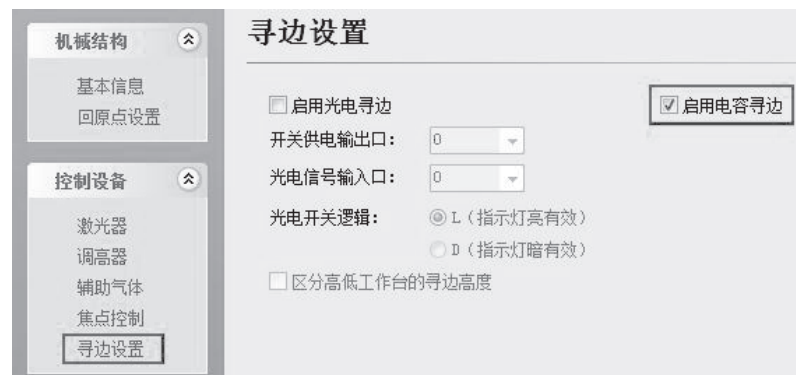 机械结构
基本信息
回原点设置
控制设备
激光器
调高器
辅助气体
焦点控制
寻边设置
寻边设置
启用光电寻边
启用电容寻边
开关供电输出口: 0
光电信号输入口: 0
光电开关逻辑: L（指示灯亮有效）
D（指示灯暗有效）
区分高低工作台的寻边高度